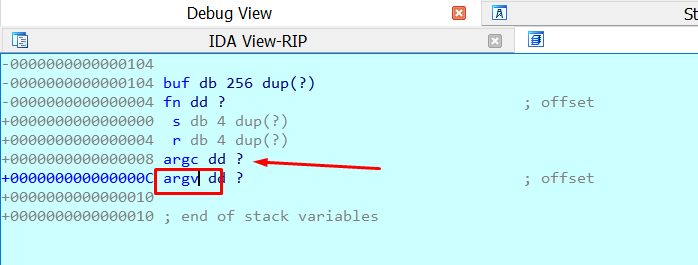 Debug View
St
IDA View-RIP
-0000000000000104
-0000000000000104 buf db 256 dup(?)
-0000000000000004 fn dd ? ; offset
+0000000000000000 s db 4 dup(?)
+0000000000000004 r db 4 dup(?)
+0000000000000008 argc dd ?
+000000000000000C argv dd ? ; offset
+0000000000000010
+0000000000000010 ; end of stack variables